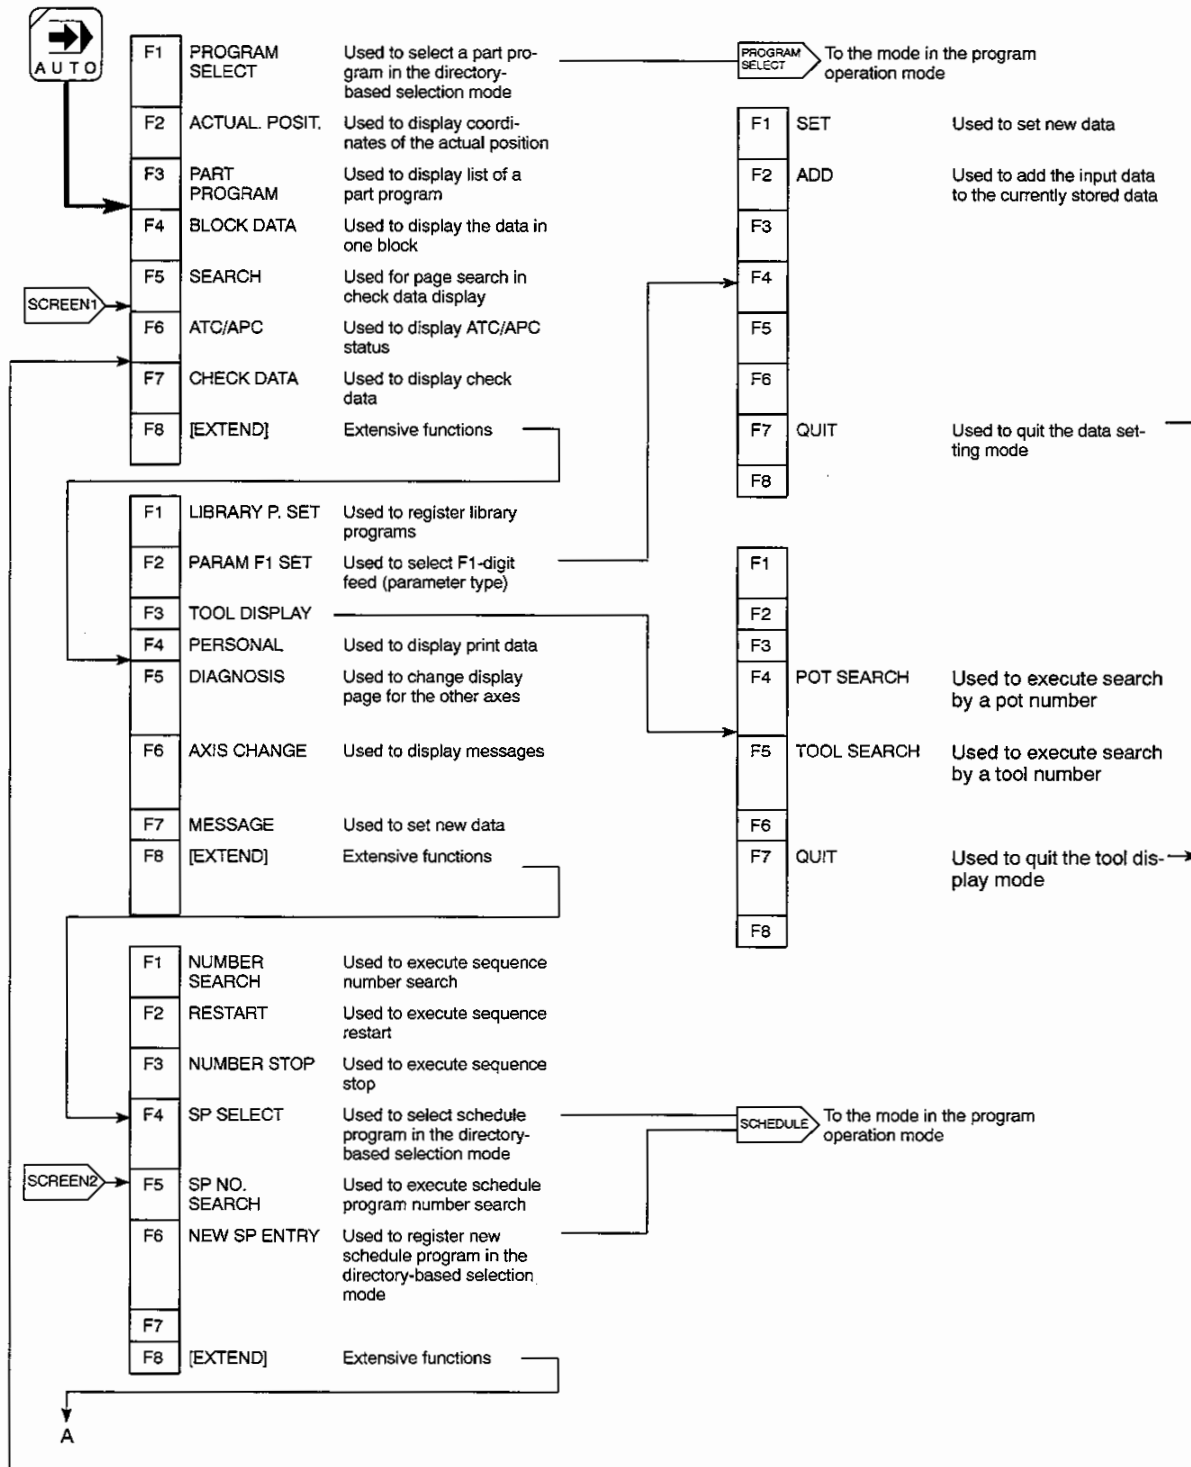 AUTO
F1 PROGRAM Used to select a part pro-
SELECT gram in the directory-
based selection mode
PROGRAM To the mode in the program
SELECT operation mode
F2 ACTUAL. POSIT. Used to display coordi-
nates of the actual position
F3 PART Used to display list of a
PROGRAM part program
F4 BLOCK DATA Used to display the data in
one block
F5 SEARCH Used for page search in
check data display
SCREEN1
F6 ATC/APC Used to display ATC/APC
status
F7 CHECK DATA Used to display check
data
F8 [EXTEND] Extensive functions
F1 SET Used to set new data
F2 ADD Used to add the input data
to the currently stored data
F3
F4
F5
F6
F7 QUIT Used to quit the data set-
ting mode
F8
F1 LIBRARY P. SET Used to register library
programs
F2 PARAM F1 SET Used to select F1-digit
feed (parameter type)
F3 TOOL DISPLAY
F4 PERSONAL Used to display print data
F5 DIAGNOSIS Used to change display
page for the other axes
F6 AXIS CHANGE Used to display messages
F7 MESSAGE Used to set new data
F8 [EXTEND] Extensive functions
F1
F2
F3
F4 POT SEARCH Used to execute search
by a pot number
F5 TOOL SEARCH Used to execute search
by a tool number
F6
F7 QUIT Used to quit the tool dis-
play mode
F8
F1 NUMBER Used to execute sequence
SEARCH number search
F2 RESTART Used to execute sequence
restart
F3 NUMBER STOP Used to execute sequence
stop
F4 SP SELECT Used to select schedule
program in the directory-
based selection mode
SCHEDULE To the mode in the program
operation mode
SCREEN2
F5 SP NO. Used to execute schedule
SEARCH program number search
F6 NEW SP ENTRY Used to register new
schedule program in the
directory-based selection
mode
F7
F8 [EXTEND] Extensive functions
A